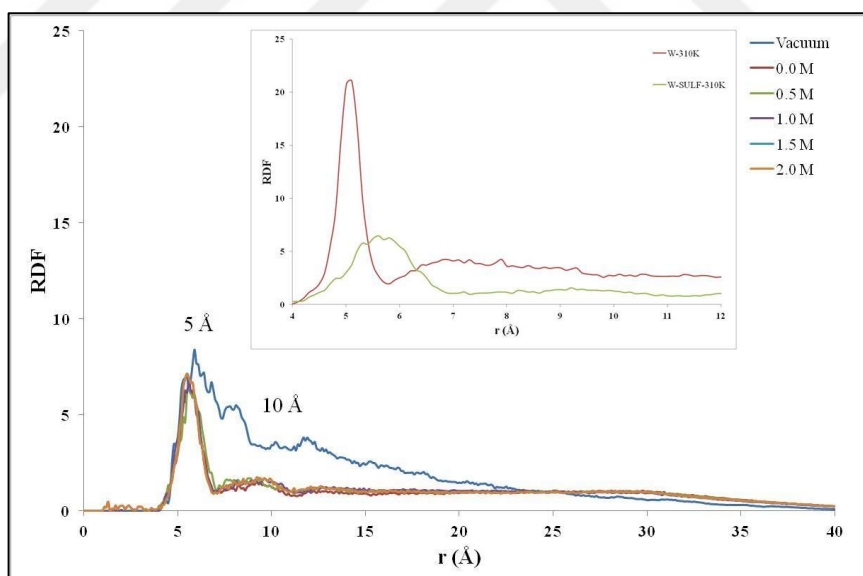 25
20
15
10
5
0
RDF
0 5 10 15 20 25 30 35 40
r (Å)
5 Å
10 Å
Vacuum
0.0 M
0.5 M
1.0 M
1.5 M
2.0 M
25
20
15
10
5
0
RDF
4 5 6 7 8 9 10 11 12
r (Å)
W-310K
W-SULF-310K